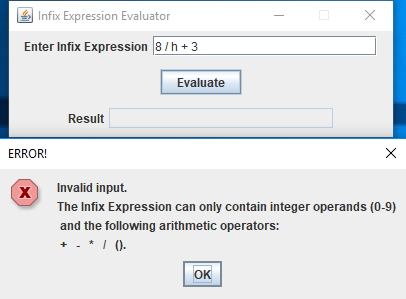 Infix Expression Evaluator
Enter Infix Expression 8 / h + 3
Evaluate
Result
ERROR!
Invalid input.
The Infix Expression can only contain integer operands (0-9)
and the following arithmetic operators:
+ - * / ().
OK